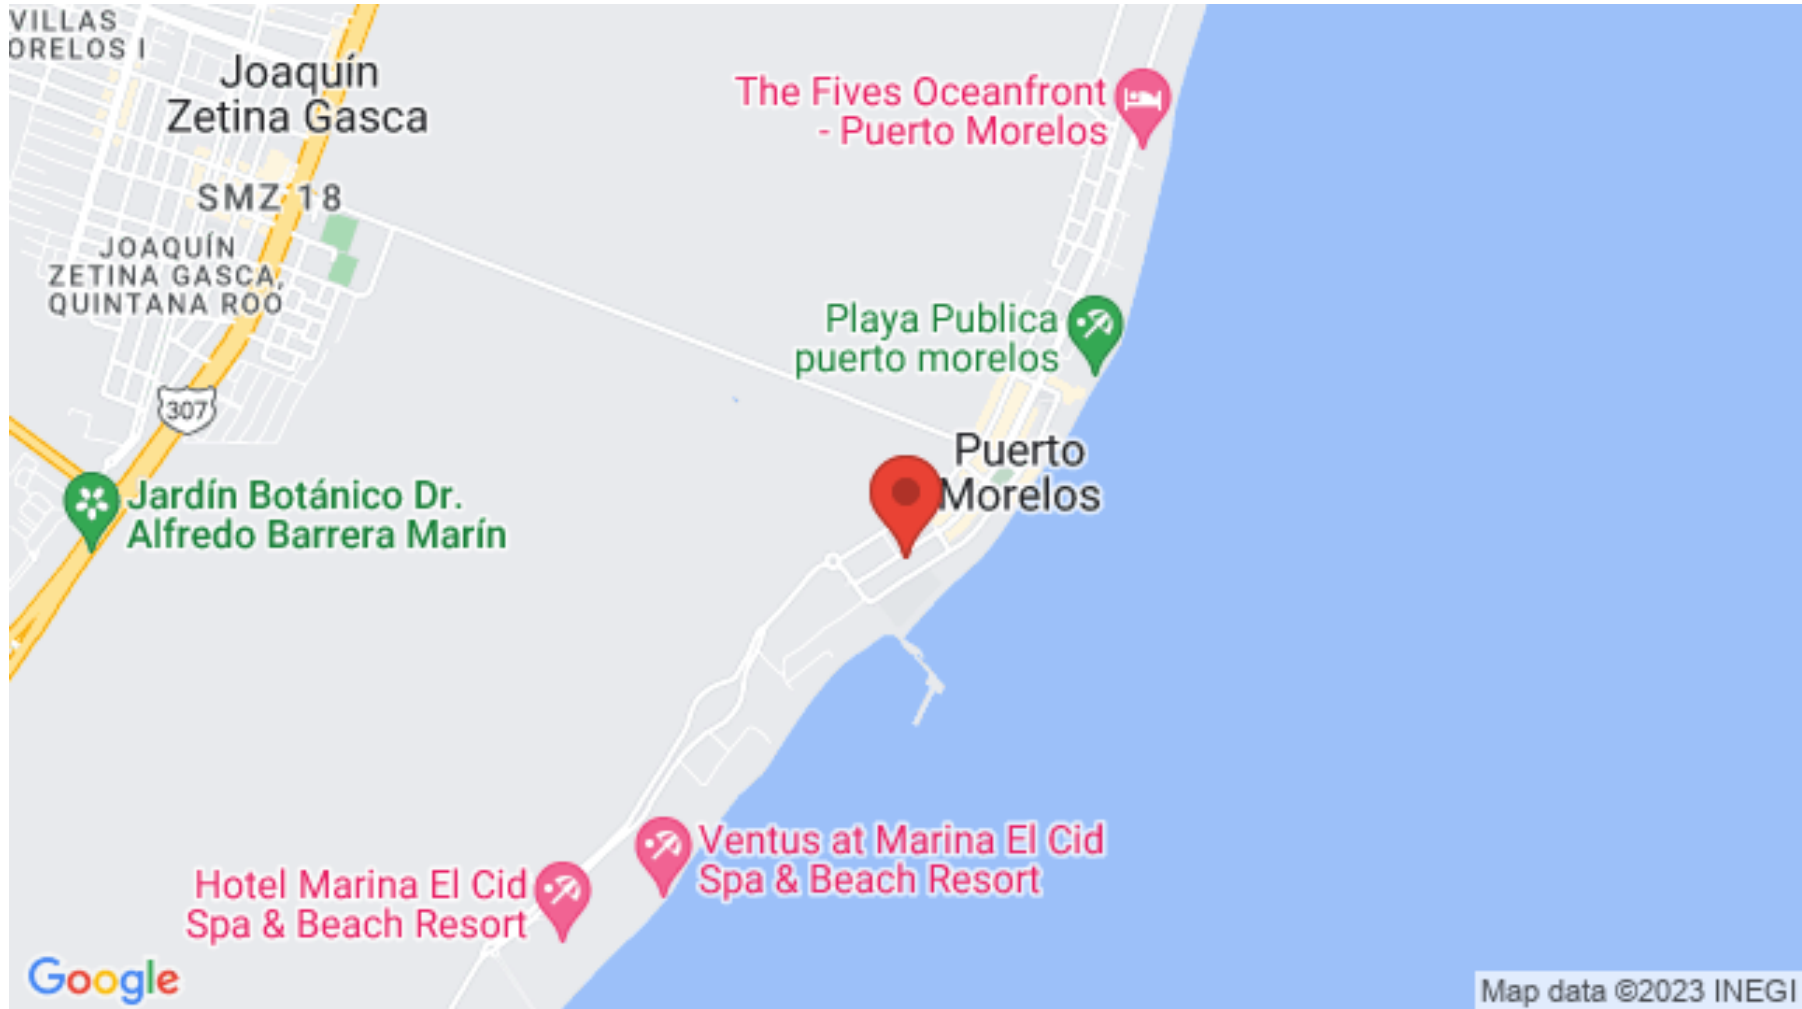 VILLAS
ORELOS I
Joaquín
Zetina Gasca
SMZ 18
JOAQUÍN
ZETINA GASCA,
QUINTANA ROO
307
The Fives Oceanfront
- Puerto Morelos
Playa Publica
puerto morelos
Puerto
Morelos
Jardín Botánico Dr.
Alfredo Barrera Marín
Ventus at Marina El Cid
Spa & Beach Resort
Hotel Marina El Cid
Spa & Beach Resort
Google
Map data ©2023 INEGI